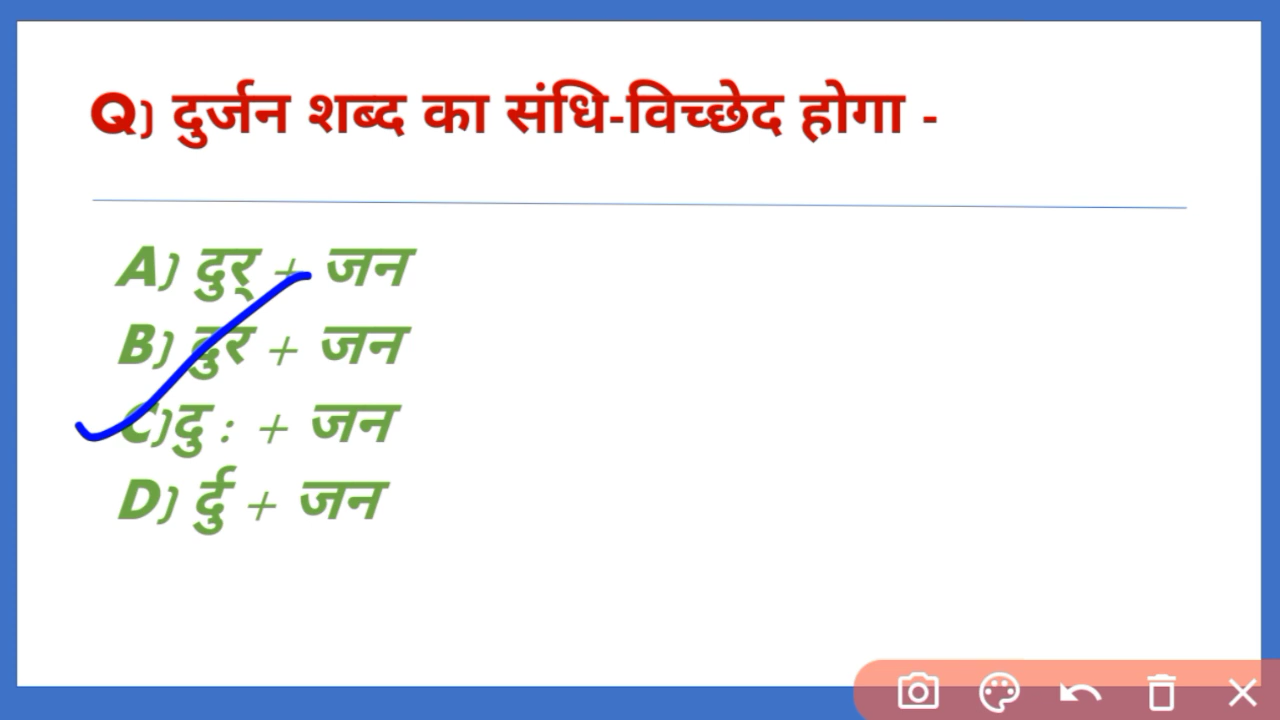 Q) दुर्जन शब्द का संधि-विच्छेद होगा -
A) दुर् + जन
B) दुर + जन
C)दु : + जन
D) र्दु + जन